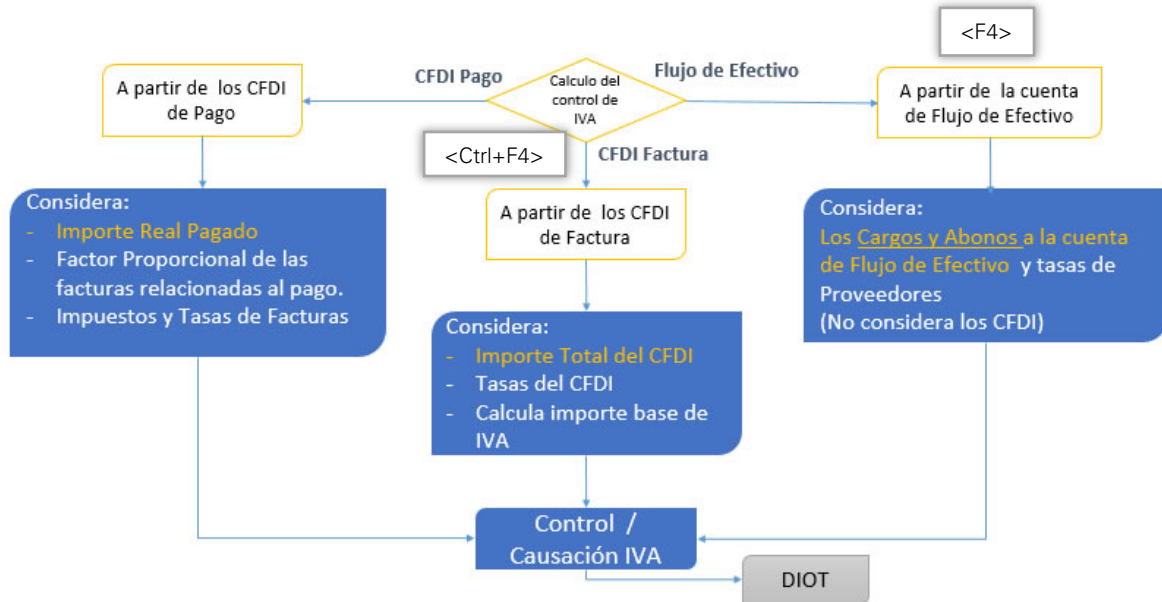 <F4>
CFDI Pago
Flujo de Efectivo
Calculo del
control de
IVA
A partir de los CFDI
de Pago
A partir de la cuenta
de Flujo de Efectivo
<Ctrl+F4>
CFDI Factura
A partir de los CFDI
de Factura
Considera:
- Importe Real Pagado
- Factor Proporcional de las
facturas relacionadas al pago.
- Impuestos y Tasas de Facturas
Considera:
- Importe Total del CFDI
- Tasas del CFDI
- Calcula importe base de
IVA
Considera:
Los Cargos y Abonos a la cuenta
de Flujo de Efectivo y tasas de
Proveedores
(No considera los CFDI)
Control /
Causación IVA
DIOT